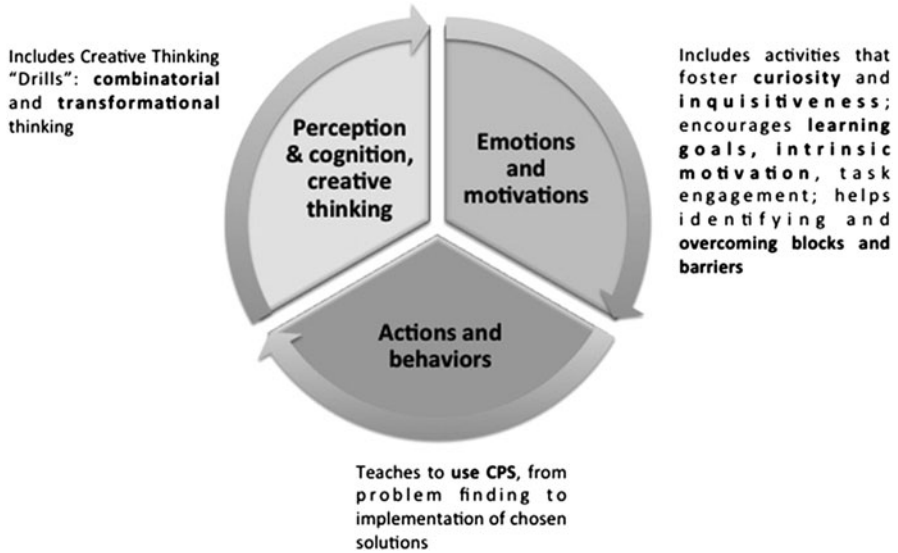 Includes Creative Thinking
“Drills”: combinatorial
and transformational
thinking
Perception
& cognition,
creative
thinking
Emotions
and
motivations
Includes activities that
foster curiosity and
inquisitiveness;
encourages learning
goals, intrinsic
motivation, task
engagement; helps
identifying and
overcoming blocks and
barriers
Actions and
behaviors
Teaches to use CPS, from
problem finding to
implementation of chosen
solutions